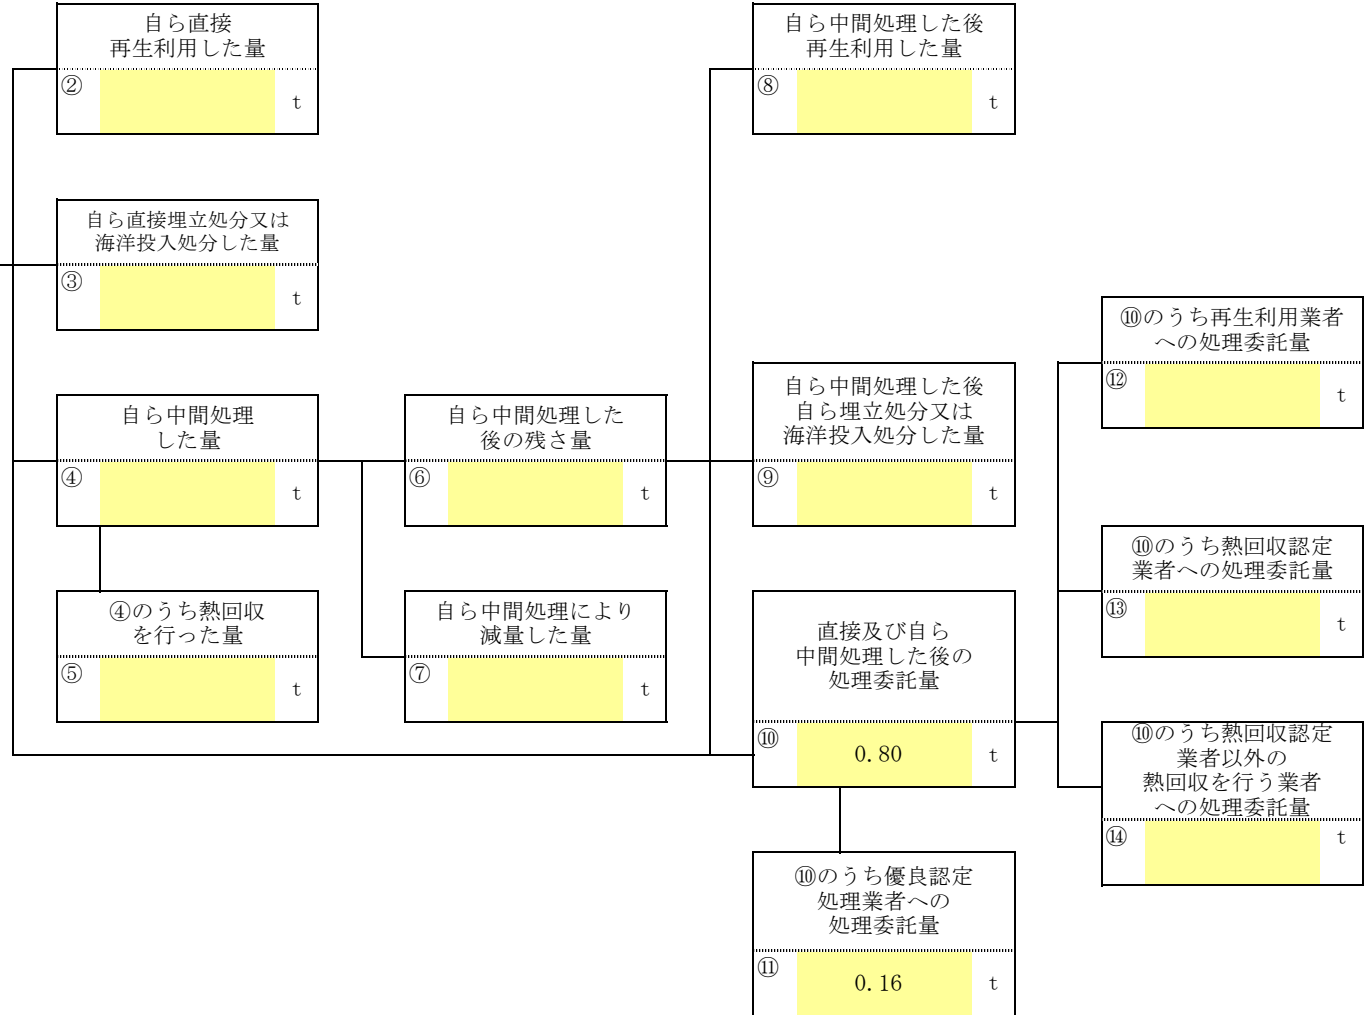 自ら直接
再生利用した量
②
t
自ら直接埋立処分又は
海洋投入処分した量
③
t
自ら中間処理
した量
④
t
④のうち熱回収
を行った量
⑤
t
自ら中間処理した
後の残さ量
⑥
t
自ら中間処理により
減量した量
⑦
t
自ら中間処理した後
再生利用した量
⑧
t
自ら中間処理した後
自ら埋立処分又は
海洋投入処分した量
⑨
t
直接及び自ら
中間処理した後の
処理委託量
⑩ 0.80 t
⑩のうち優良認定
処理業者への
処理委託量
⑪ 0.16 t
⑩のうち再生利用業者
への処理委託量
⑫
t
⑩のうち熱回収認定
業者への処理委託量
⑬
t
⑩のうち熱回収認定
業者以外の
熱回収を行う業者
への処理委託量
⑭
t